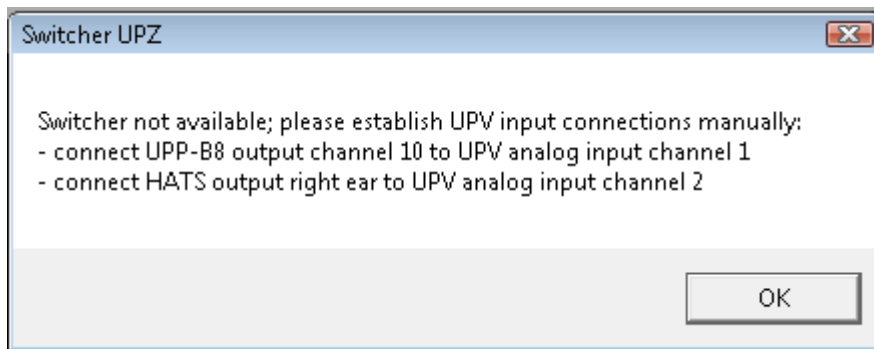 Switcher UPZ
Switcher not available; please establish UPV input connections manually:
- connect UPP-B8 output channel 10 to UPV analog input channel 1
- connect HATS output right ear to UPV analog input channel 2
OK